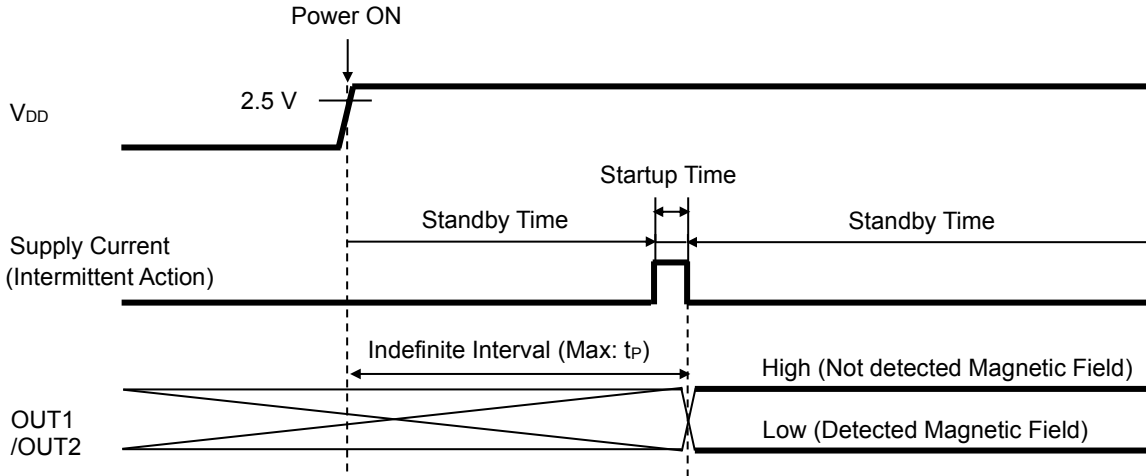 Power ON
2.5 V
VDD
Startup Time
Standby Time
Standby Time
Supply Current
(Intermittent Action)
Indefinite Interval (Max: tP)
High (Not detected Magnetic Field)
OUT1
/OUT2
Low (Detected Magnetic Field)